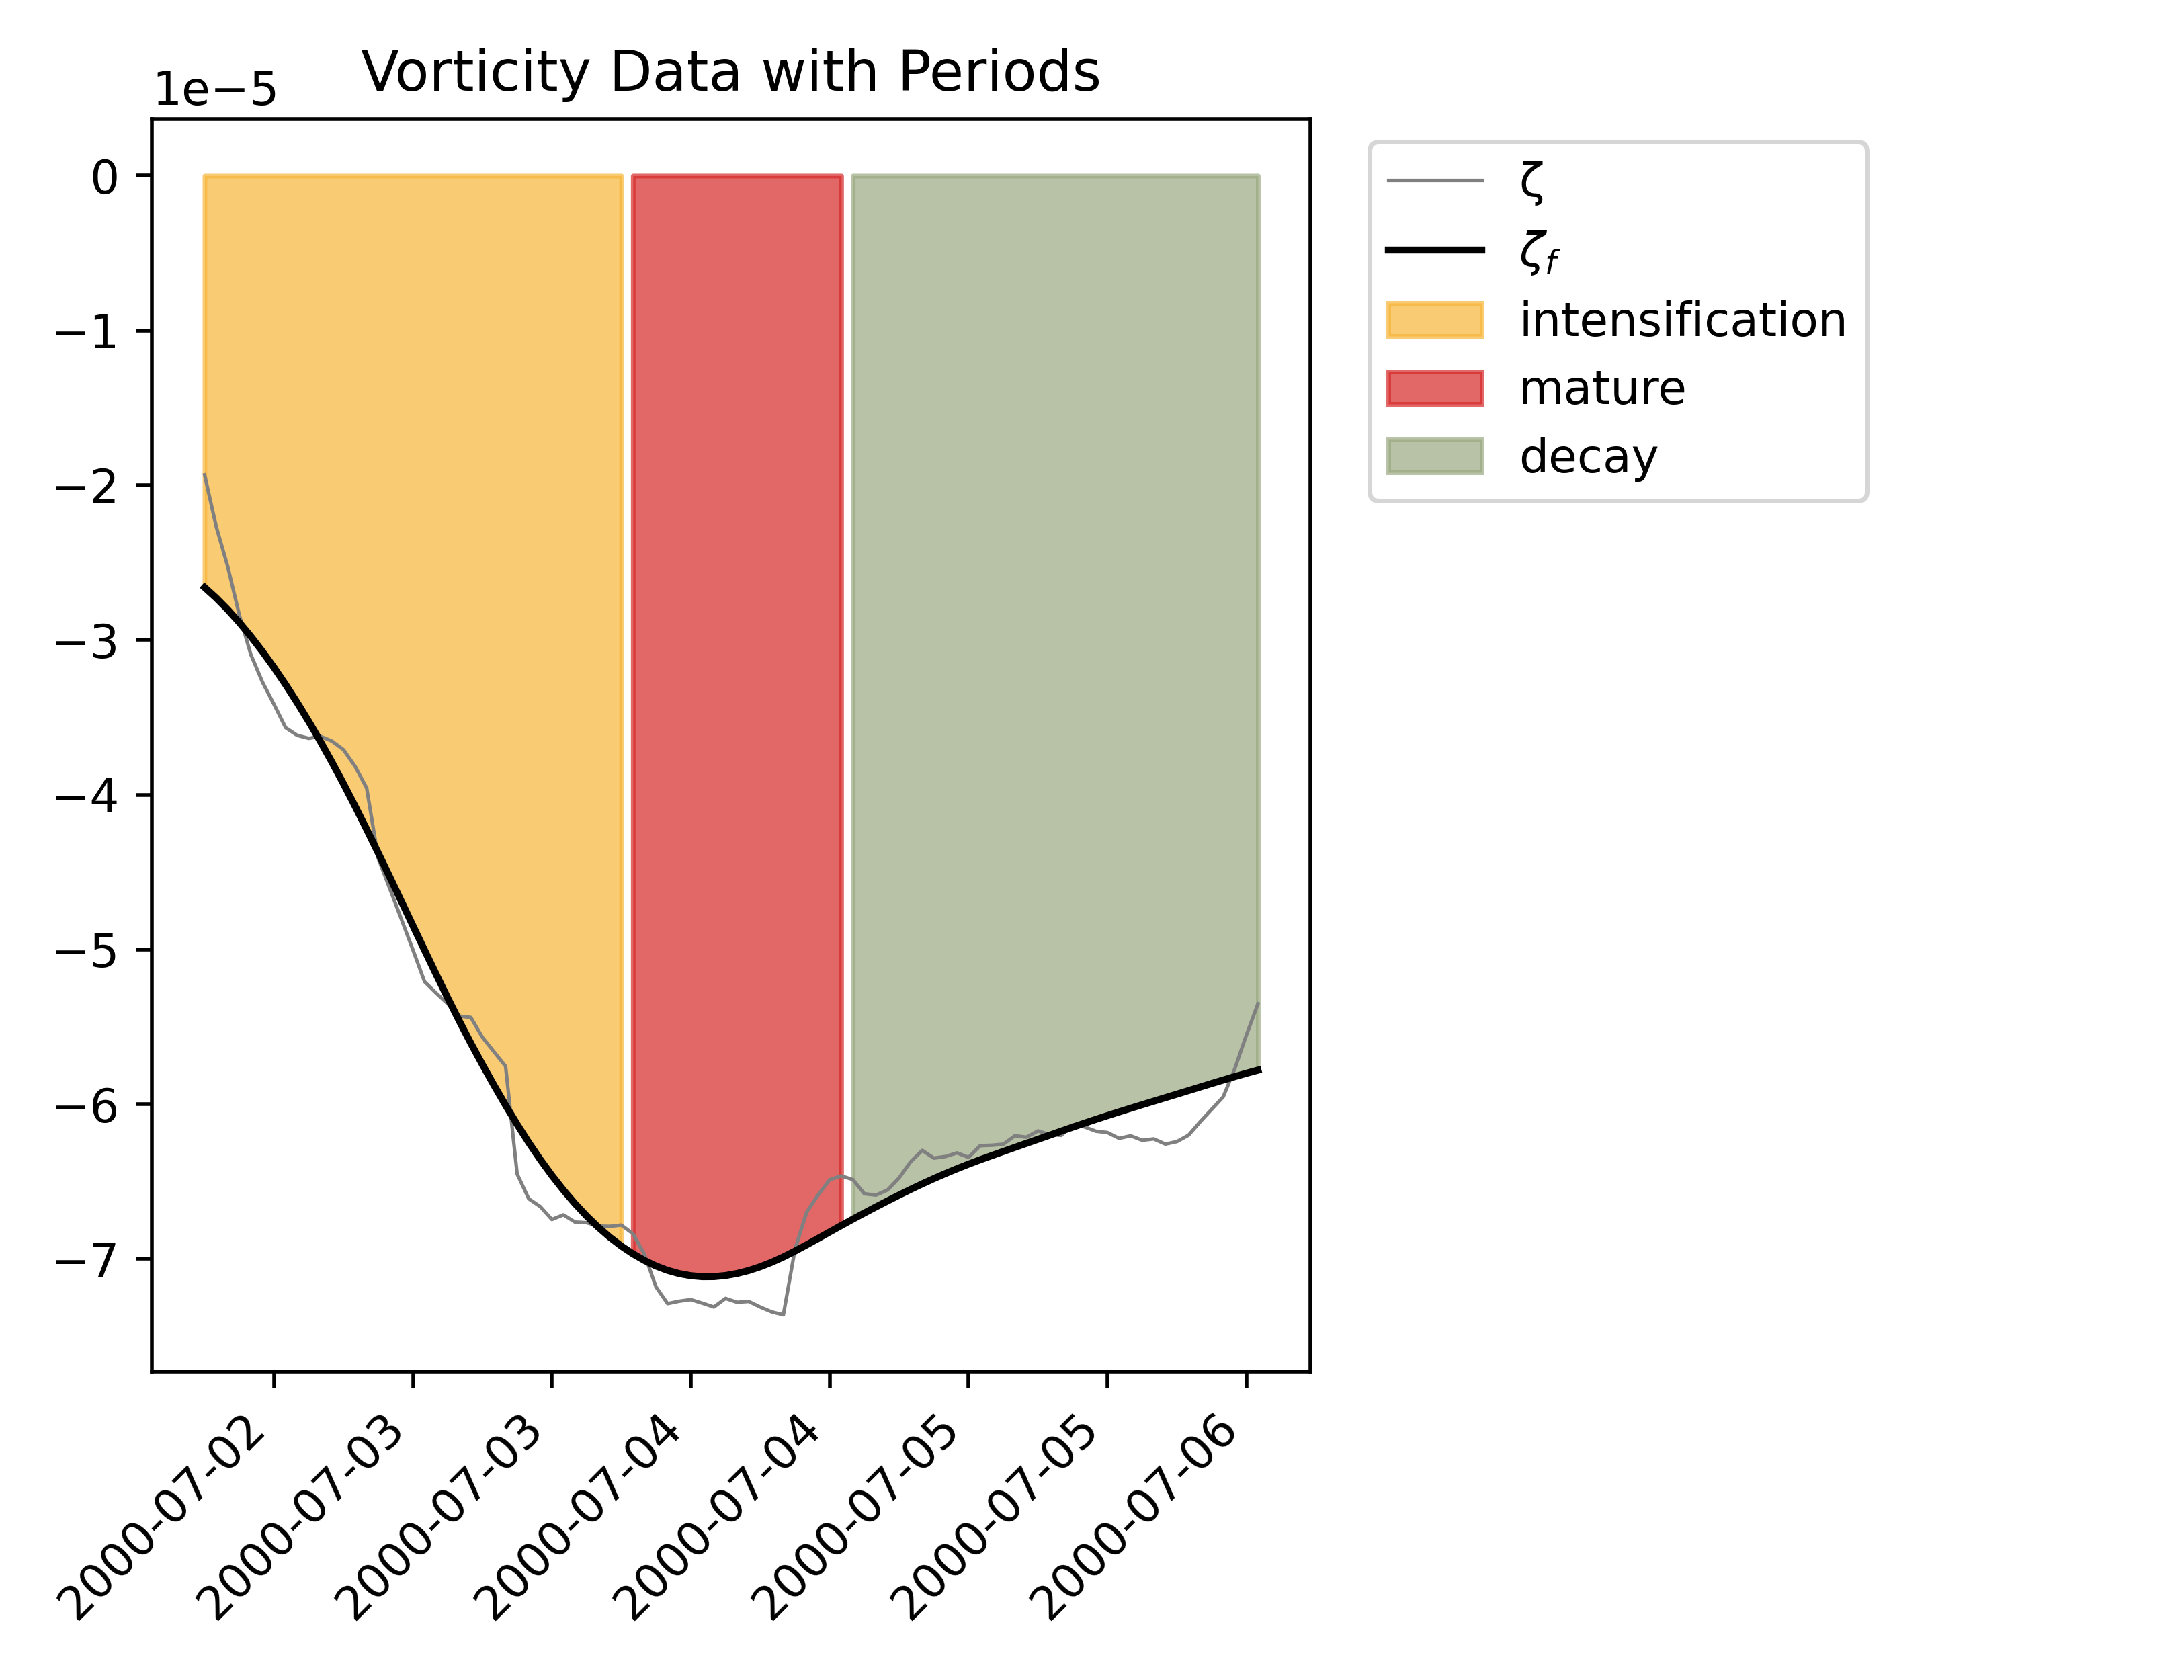 Vorticity Data with Periods
1e−5
0
−1
−2
−3
−4
−5
−6
−7
2000-07-02
2000-07-03
2000-07-03
2000-07-04
2000-07-04
2000-07-05
2000-07-05
2000-07-06
ζ
ζf
intensification
mature
decay